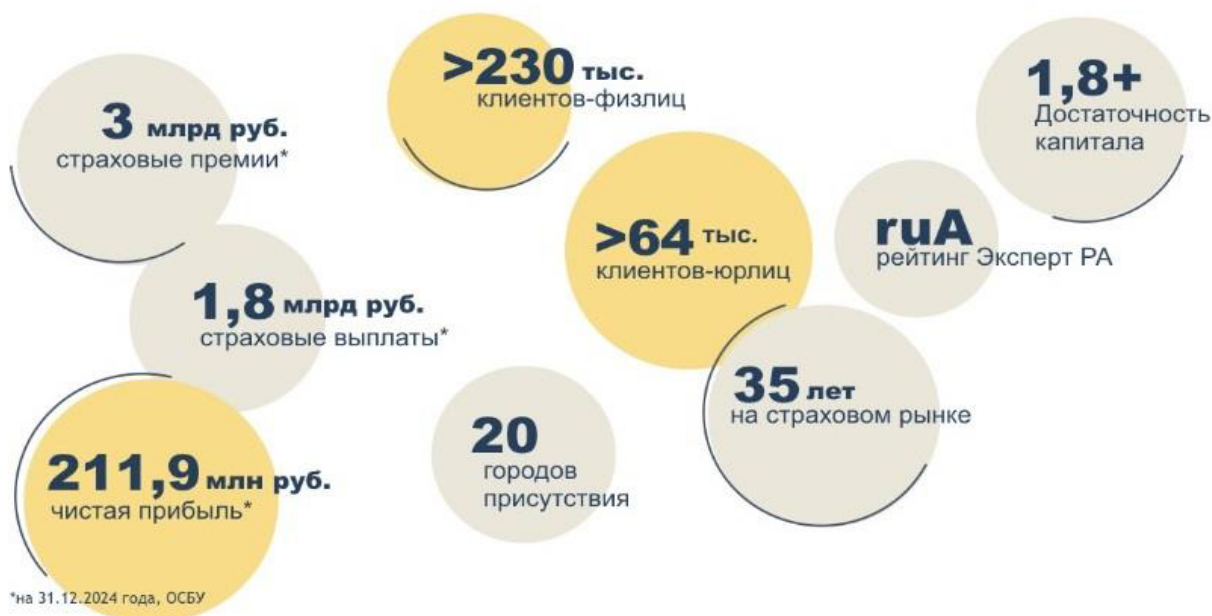 3 млрд руб.
страховые премии*
1,8 млрд руб.
страховые выплаты*
211,9 млн руб.
чистая прибыль*
>230 тыс.
клиентов-физлиц
>64 тыс.
клиентов-юрлиц
20
городов
присутствия
1,8+
Достаточность
капитала
ruA
рейтинг Эксперт РА
35 лет
на страховом рынке
*на 31.12.2024 года, ОСБУ